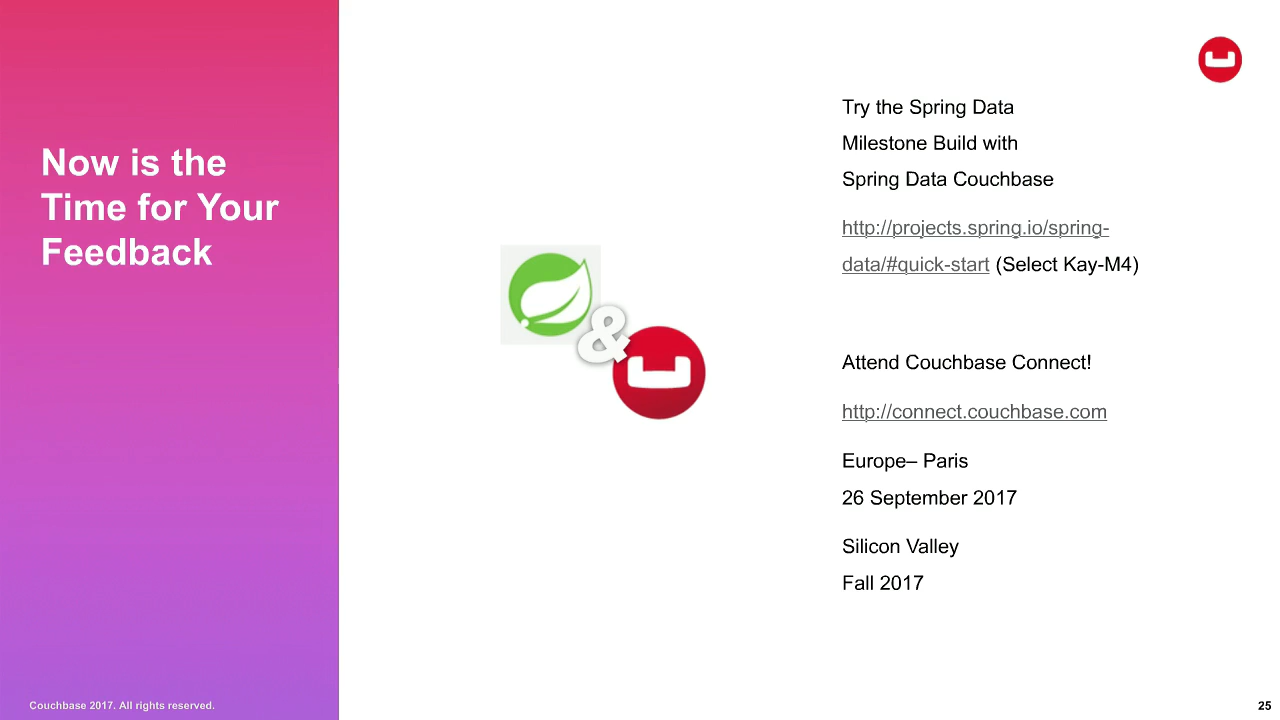 Now is the
Time for Your
Feedback
&
Try the Spring Data
Milestone Build with
Spring Data Couchbase
http://projects.spring.io/spring-
data/#quick-start (Select Kay-M4)
Attend Couchbase Connect!
http://connect.couchbase.com
Europe– Paris
26 September 2017
Silicon Valley
Fall 2017
Couchbase 2017. All rights reserved.
25